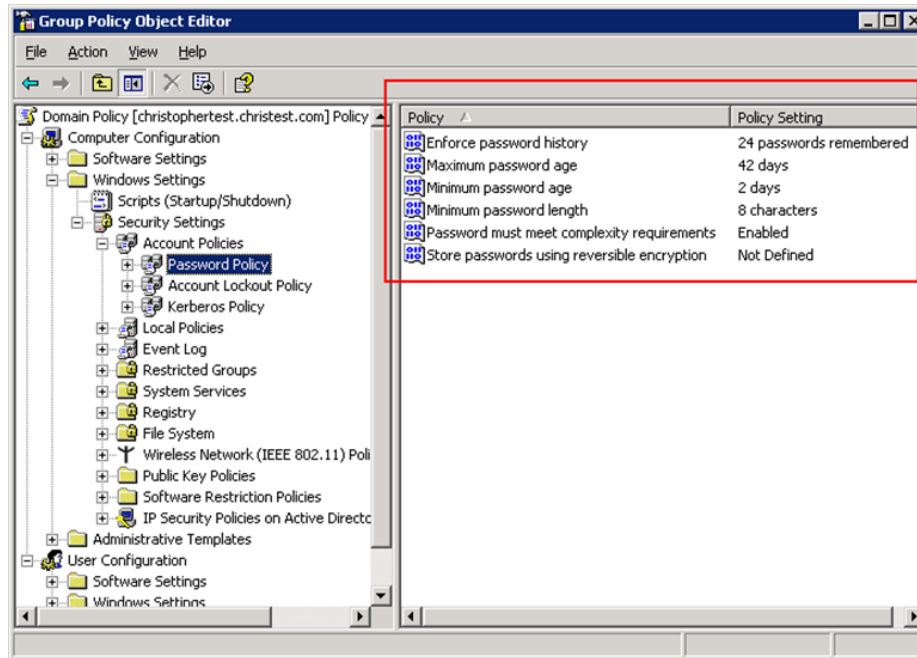 Group Policy Object Editor
File Action View Help
Domain Policy [christophertest.christest.com] Policy
Computer Configuration
Software Settings
Windows Settings
Scripts (Startup/Shutdown)
Security Settings
Account Policies
Password Policy
Account Lockout Policy
Kerberos Policy
Local Policies
Event Log
Restricted Groups
System Services
Registry
File System
Wireless Network (IEEE 802.11) Poli
Public Key Policies
Software Restriction Policies
IP Security Policies on Active Directc
Administrative Templates
User Configuration
Software Settings
Windows Settings
Policy Policy Setting
Enforce password history 24 passwords remembered
Maximum password age 42 days
Minimum password age 2 days
Minimum password length 8 characters
Password must meet complexity requirements Enabled
Store passwords using reversible encryption Not Defined